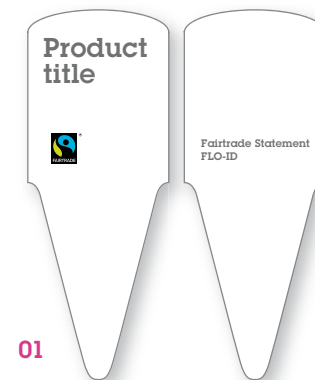 Product
title
FAIRTRADE
®
Fairtrade Statement
FLO-ID
01